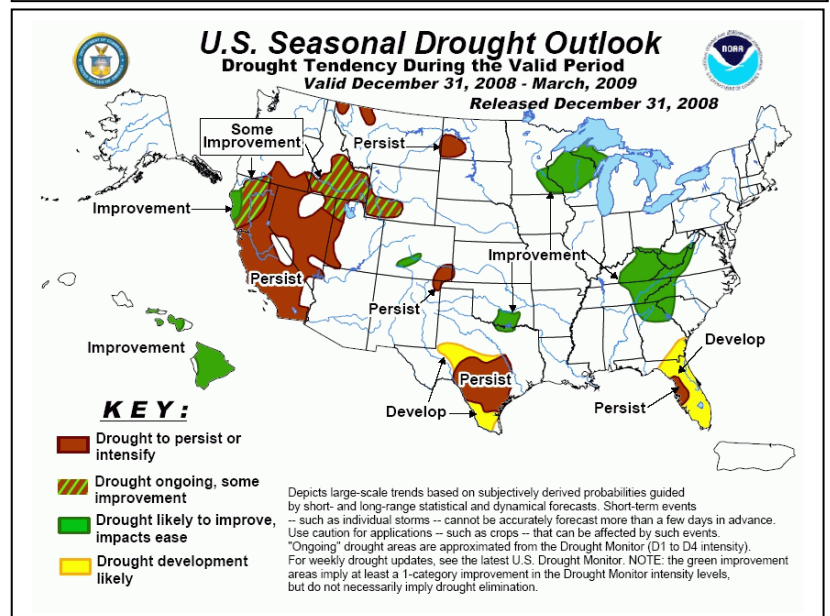 U.S. Seasonal Drought Outlook
Drought Tendency During the Valid Period
Valid December 31, 2008 - March, 2009
Released December 31, 2008
NOAA
Some
Improvement
Persist
Improvement
Persist
Improvement
Persist
Improvement
Develop
Persist
Develop
Persist
KEY:
Drought to persist or
intensify
Drought ongoing, some
improvement
Drought likely to improve,
impacts ease
Drought development
likely
Depicts large-scale trends based on subjectively derived probabilities guided
by short- and long-range statistical and dynamical forecasts. Short-term events
-- such as individual storms -- cannot be accurately forecast more than a few days in advance.
Use caution for applications -- such as crops -- that can be affected by such events.
"Ongoing" drought areas are approximated from the Drought Monitor (D1 to D4 intensity).
For weekly drought updates, see the latest U.S. Drought Monitor. NOTE: the green improvement
areas imply at least a 1-category improvement in the Drought Monitor intensity levels,
but do not necessarily imply drought elimination.